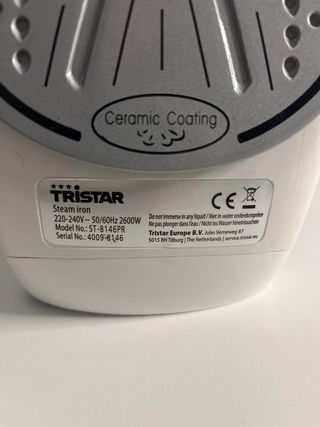 Ceramic Coating
TRISTAR
Steam iron
220-240V~ 50/60Hz 2600W
Model No.: ST-8146PR
Serial No.: 4009-8146
CE
Do not immerse in any liquid / Niet in water onderdompelen
Ne pas plonger dans l'eau / Nicht ins Wasser hineintauchen
Tristar Europe B.V. Jules Verneweg 87
5015 BH Tilburg | The Netherlands | service.tristar.eu